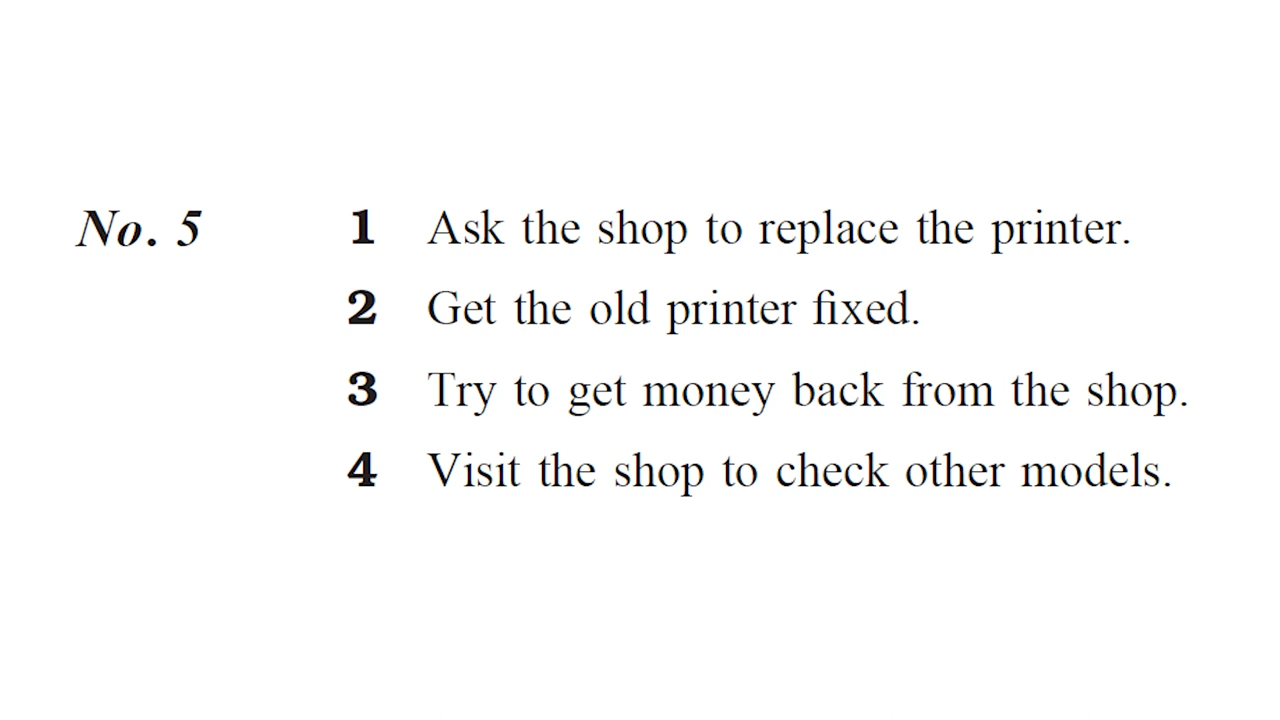 No. 5 1 Ask the shop to replace the printer.
2 Get the old printer fixed.
3 Try to get money back from the shop.
4 Visit the shop to check other models.